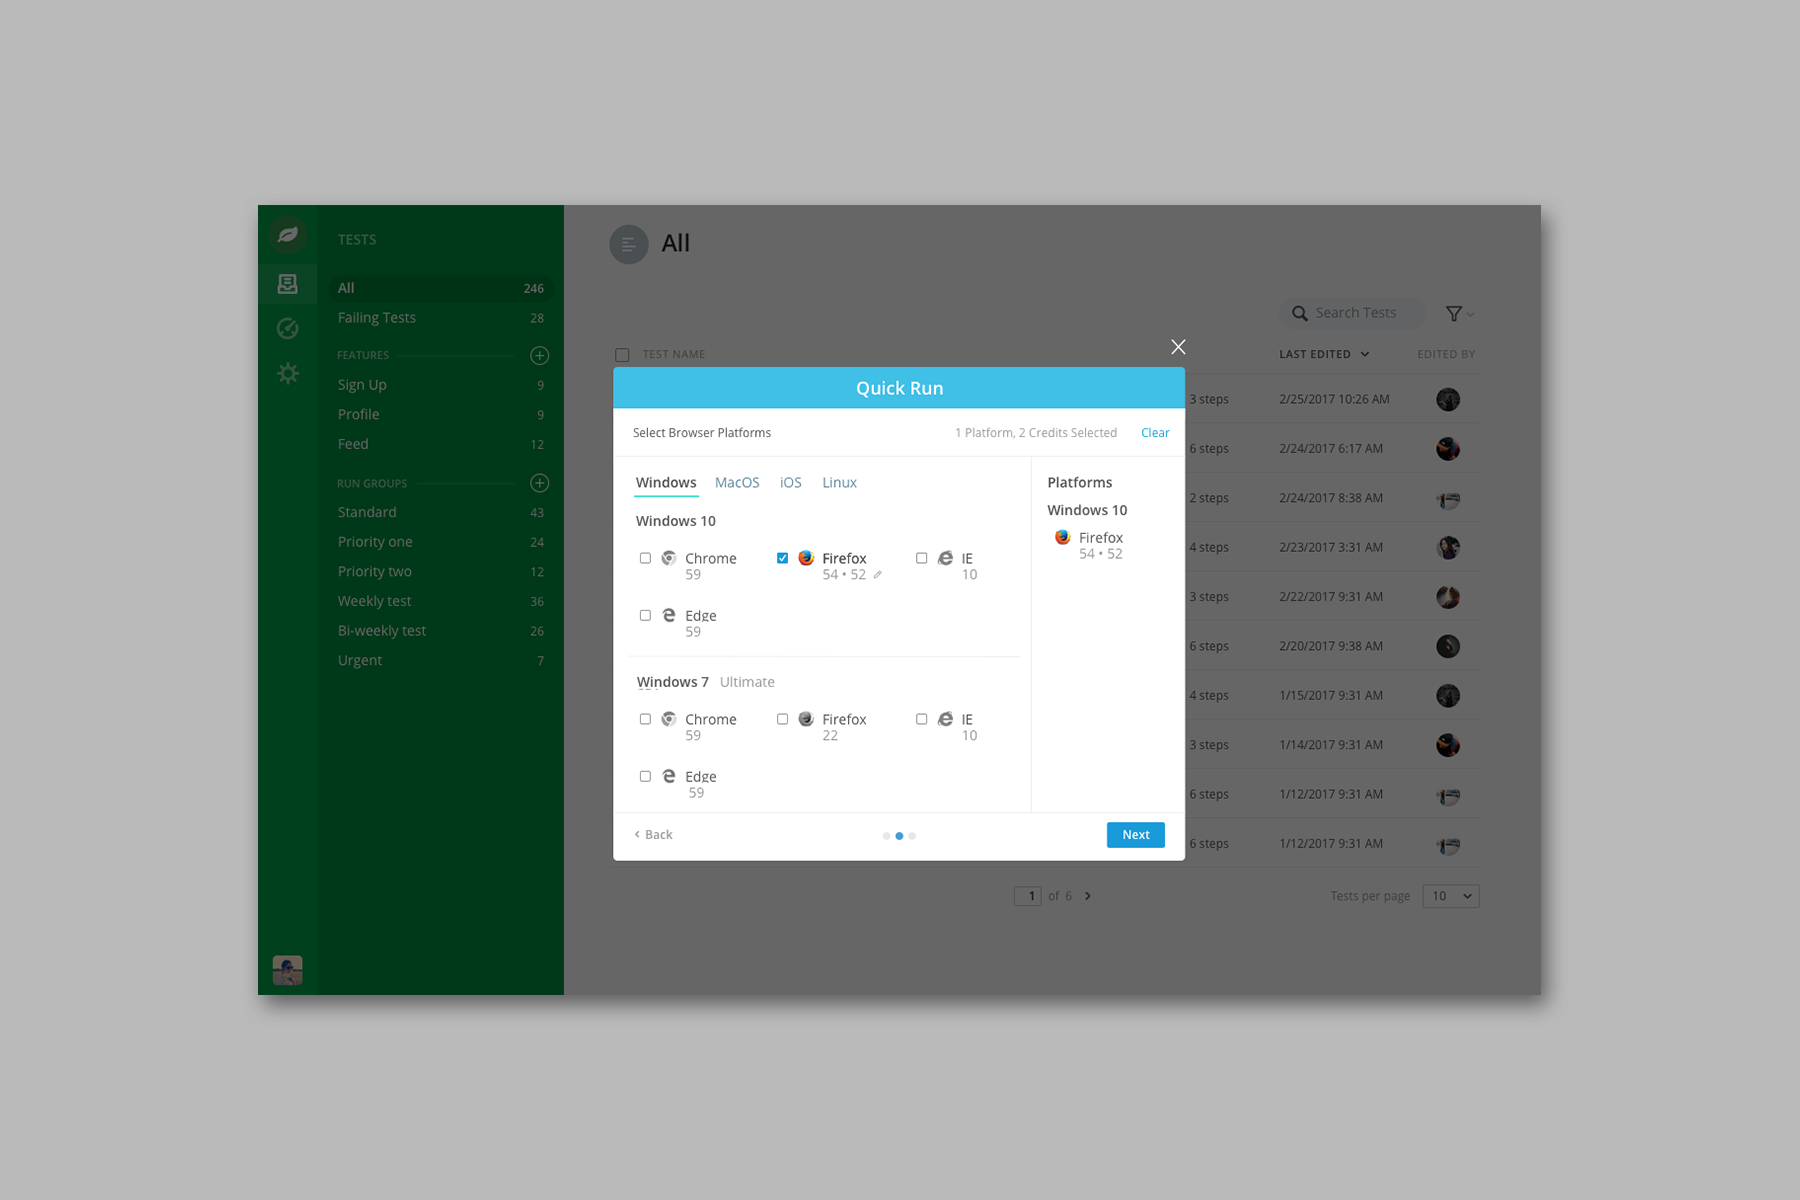 TESTS
All 246
Failing Tests 28
FEATURES
Sign Up 9
Profile 9
Feed 12
RUN GROUPS
Standard 43
Priority one 24
Priority two 12
Weekly test 36
Bi-weekly test 26
Urgent 7
All
Search Tests
TEST NAME LAST EDITED EDITED BY
3 steps 2/25/2017 10:26 AM
6 steps 2/24/2017 6:17 AM
2 steps 2/24/2017 8:38 AM
4 steps 2/23/2017 3:31 AM
3 steps 2/22/2017 9:31 AM
6 steps 2/20/2017 9:38 AM
4 steps 1/15/2017 9:31 AM
3 steps 1/14/2017 9:31 AM
6 steps 1/12/2017 9:31 AM
6 steps 1/12/2017 9:31 AM
1 of 6
Tests per page 10
Quick Run
Select Browser Platforms 1 Platform, 2 Credits Selected Clear
Windows MacOS iOS Linux
Windows 10
Chrome Firefox IE
59 54 • 52 10
Edge
59
Windows 7 Ultimate
Chrome Firefox IE
59 22 10
Edge
59
Platforms
Windows 10
Firefox
54 • 52
Back Next